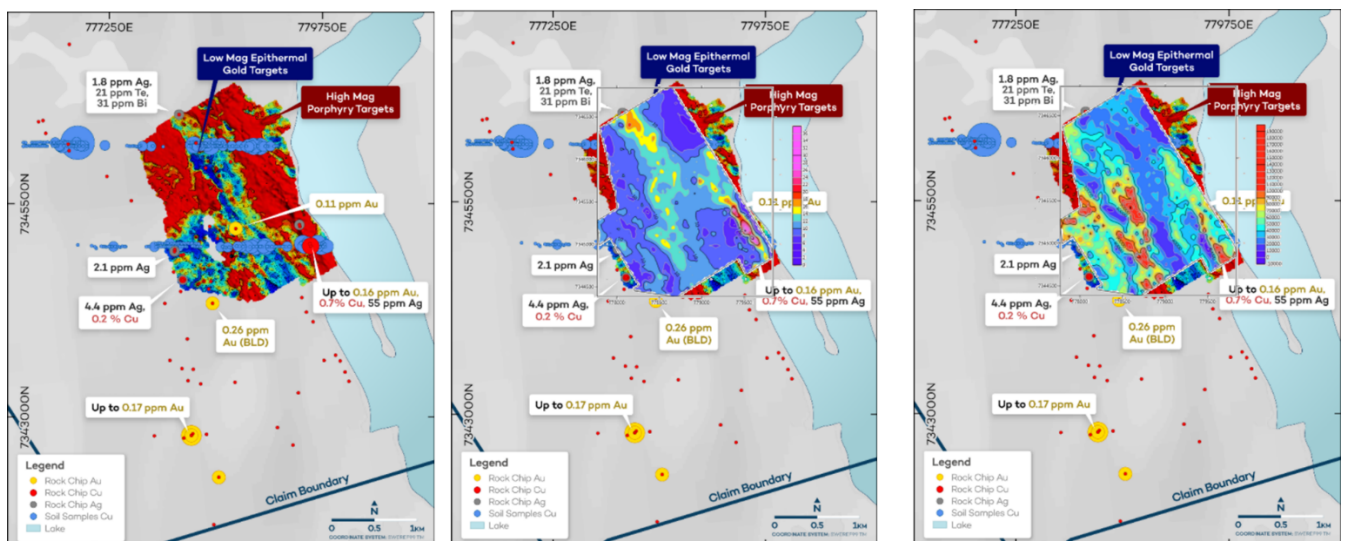 777250E
779750E
Low Mag Epithermal
Gold Targets
1.8 ppm Ag,
21 ppm Te,
31 ppm Bi
High Mag
Porphyry Targets
7345500N
0.11 ppm Au
2.1 ppm Ag
4.4 ppm Ag,
0.2 % Cu
Up to 0.16 ppm Au,
0.7% Cu, 55 ppm Ag
0.26 ppm
Au (BLD)
7343000N
Up to 0.17 ppm Au
Legend
Rock Chip Au
Rock Chip Cu
Rock Chip Ag
Soil Samples Cu
Lake
Claim Boundary
N
0 0.5 1KM
777250E
779750E
Low Mag Epithermal
Gold Targets
1.8 ppm Ag,
21 ppm Te,
31 ppm Bi
High Mag
Porphyry Targets
7345500N
0.11 ppm Au
2.1 ppm Ag
4.4 ppm Ag,
0.2 % Cu
Up to 0.16 ppm Au,
0.7% Cu, 55 ppm Ag
0.26 ppm
Au (BLD)
7343000N
Up to 0.17 ppm Au
Legend
Rock Chip Au
Rock Chip Cu
Rock Chip Ag
Soil Samples Cu
Lake
Claim Boundary
N
0 0.5 1KM
777250E
779750E
Low Mag Epithermal
Gold Targets
1.8 ppm Ag,
21 ppm Te,
31 ppm Bi
High Mag
Porphyry Targets
7345500N
0.11 ppm Au
2.1 ppm Ag
4.4 ppm Ag,
0.2 % Cu
Up to 0.16 ppm Au,
0.7% Cu, 55 ppm Ag
0.26 ppm
Au (BLD)
7343000N
Up to 0.17 ppm Au
Legend
Rock Chip Au
Rock Chip Cu
Rock Chip Ag
Soil Samples Cu
Lake
Claim Boundary
N
0 0.5 1KM